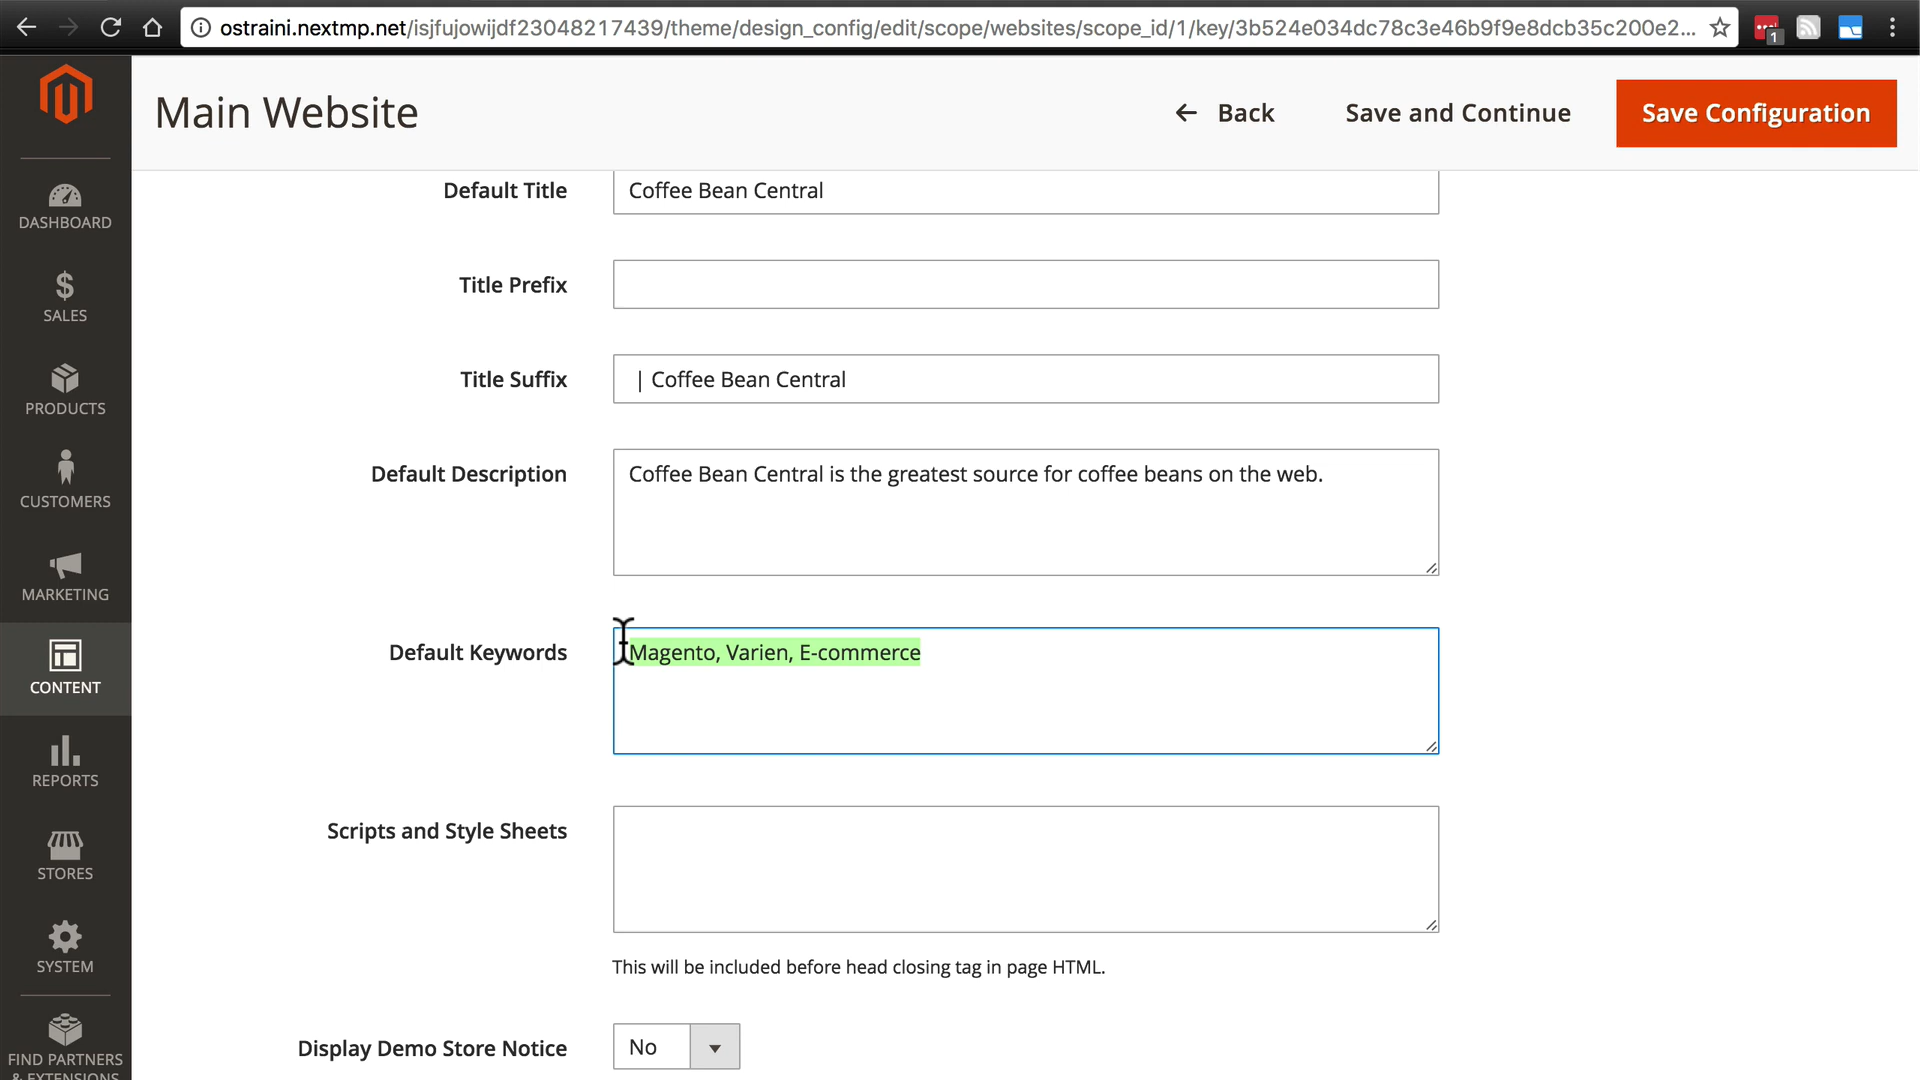 ostraini.nextmp.net/isjfujowijdf23048217439/theme/design_config/edit/scope/websites/scope_id/1/key/3b524e034dc78c3e46b9f9e8dcb35c200e2...
1
Main Website
Back
Save and Continue
Save Configuration
DASHBOARD
SALES
PRODUCTS
CUSTOMERS
MARKETING
CONTENT
REPORTS
STORES
SYSTEM
FIND PARTNERS
& EXTENSIONS
Default Title
Coffee Bean Central
Title Prefix
Title Suffix
| Coffee Bean Central
Default Description
Coffee Bean Central is the greatest source for coffee beans on the web.
Default Keywords
Magento, Varien, E-commerce
Scripts and Style Sheets
This will be included before head closing tag in page HTML.
Display Demo Store Notice
No